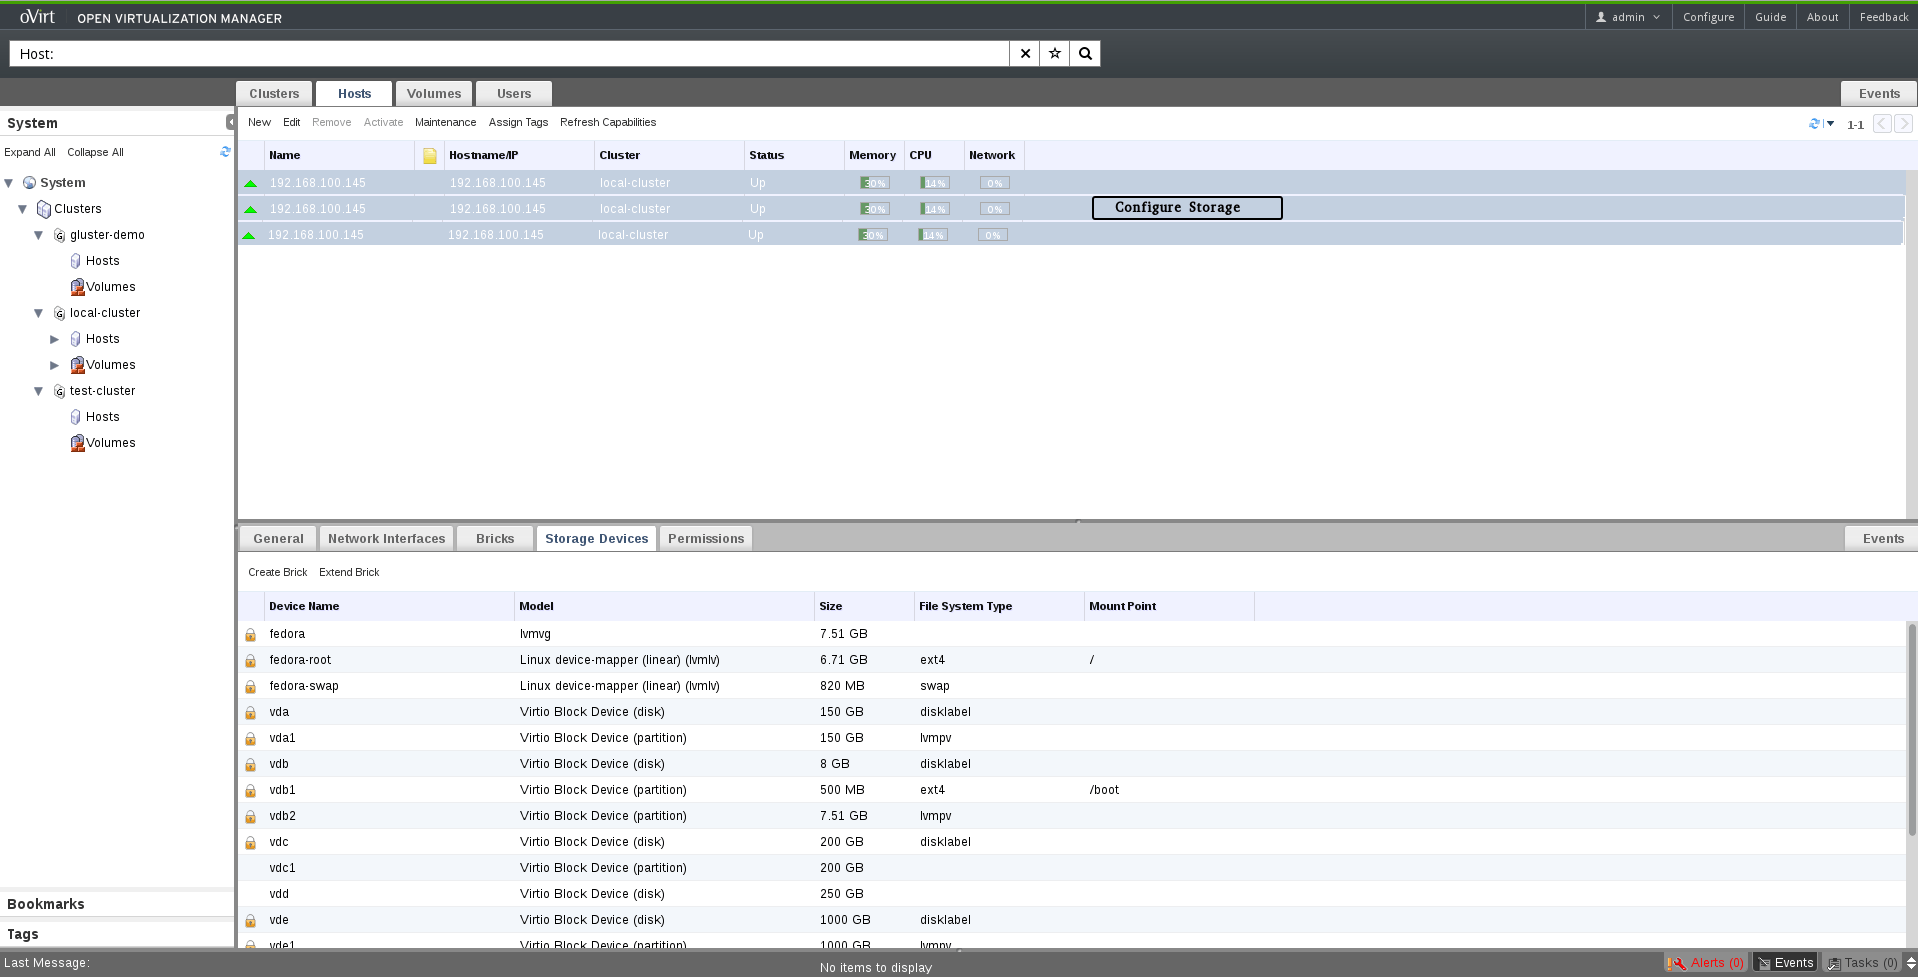 oVirt OPEN VIRTUALIZATION MANAGER admin Configure Guide About Feedback
Host:
Clusters Hosts Volumes Users Events
System
New Edit Remove Activate Maintenance Assign Tags Refresh Capabilities 1-1
Expand All Collapse All
Name Hostname/IP Cluster Status Memory CPU Network
192.168.100.145 192.168.100.145 local-cluster Up 30% 14% 0%
192.168.100.145 192.168.100.145 local-cluster Up 30% 14% 0%
Configure Storage
192.168.100.145 192.168.100.145 local-cluster Up 30% 14% 0%
System
Clusters
gluster-demo
Hosts
Volumes
local-cluster
Hosts
Volumes
test-cluster
Hosts
Volumes
General Network Interfaces Bricks Storage Devices Permissions Events
Create Brick Extend Brick
Device Name Model Size File System Type Mount Point
fedora lvmvg 7.51 GB
fedora-root Linux device-mapper (linear) (lvmlv) 6.71 GB ext4 /
fedora-swap Linux device-mapper (linear) (lvmlv) 820 MB swap
vda Virtio Block Device (disk) 150 GB disklabel
vda1 Virtio Block Device (partition) 150 GB lvmpv
vdb Virtio Block Device (disk) 8 GB disklabel
vdb1 Virtio Block Device (partition) 500 MB ext4 /boot
vdb2 Virtio Block Device (partition) 7.51 GB lvmpv
vdc Virtio Block Device (disk) 200 GB disklabel
vdc1 Virtio Block Device (partition) 200 GB
vdd Virtio Block Device (disk) 250 GB
vde Virtio Block Device (disk) 1000 GB disklabel
vde1 Virtio Block Device (partition) 1000 GB lvmpv
Bookmarks
Tags
Last Message: No items to display Alerts (0) Events Tasks (0)